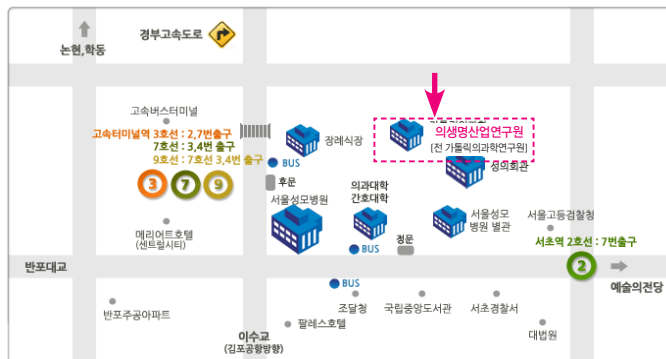 경부고속도로
논현,학동
고속버스터미널
고속터미널역 3호선 : 2,7번출구
7호선 : 3,4번 출구
9호선 : 7호선 3,4번 출구
3 7 9
장례식장
BUS
후문
의생명산업연구원
[전 가톨릭의과학연구원]
성의회관
서울성모병원
의과대학
간호대학
서울성모
병원 별관
서울고등검찰청
서초역 2호선 : 7번출구
메리어트호텔
(센트럴시티)
BUS
정문
반포대교
2
예술의전당
BUS
반포주공아파트
조달청
국립중앙도서관
서초경찰서
팔레스호텔
대법원
이수교
(김포공항방향)